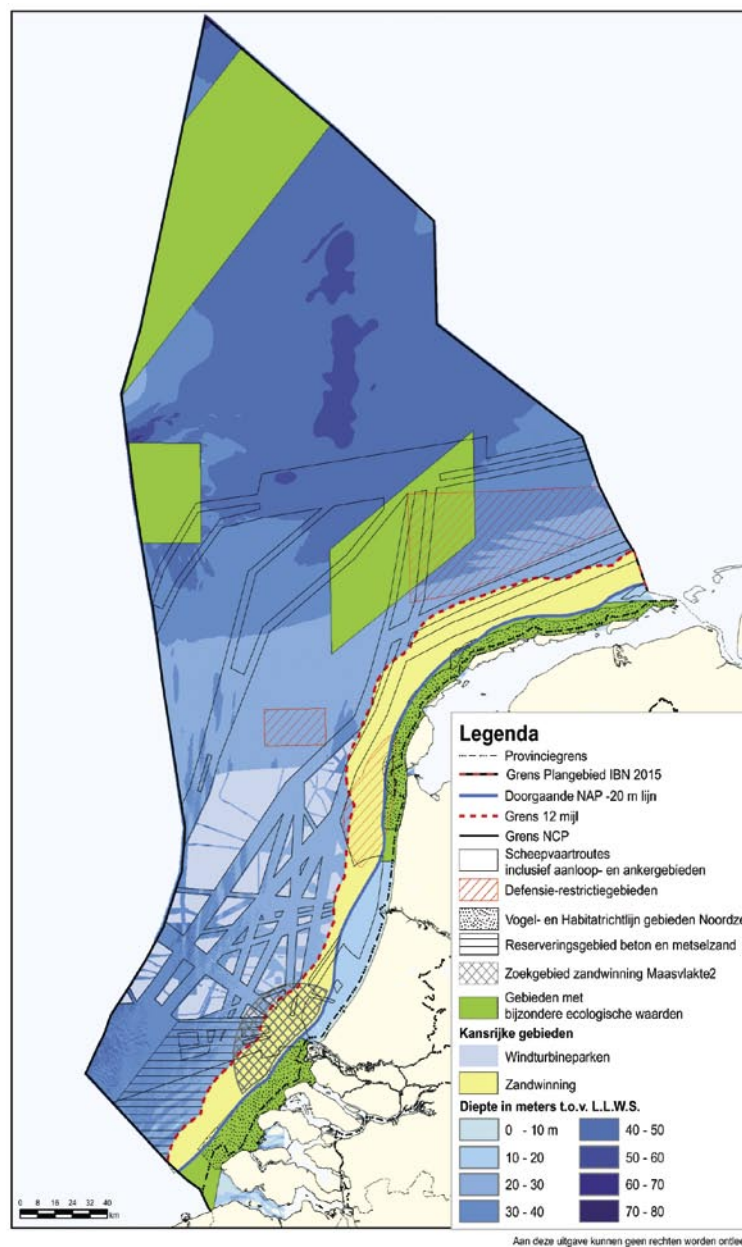 Legenda
Provinciegrens
Grens Plangebied IBN 2015
Doorgaande NAP -20 m lijn
Grens 12 mijl
Grens NCP
Scheepvaartroutes
inclusief aanloop- en ankergebieden
Defensie-restrictiegebieden
Vogel- en Habitatrichtlijn gebieden Noordze
Reserveringsgebied beton en metselzand
Zoekgebied zandwinning Maasvlakte2
Gebieden met
bijzondere ecologische waarden
Kansrijke gebieden
Windturbineparken
Zandwinning
Diepte in meters t.o.v. L.L.W.S.
0 - 10 m 40 - 50
10 - 20 50 - 60
20 - 30 60 - 70
30 - 40 70 - 80
0 8 16 24 32 40
km
Aan deze uitgave kunnen geen rechten worden ontlee